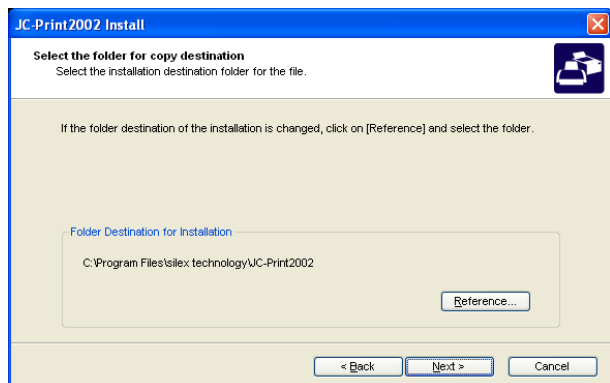 JC-Print2002 Install
Select the folder for copy destination
Select the installation destination folder for the file.
If the folder destination of the installation is changed, click on [Reference] and select the folder.
Folder Destination for Installation
C:\Program Files\silex technology\JC-Print2002
Reference...
< Back Next > Cancel